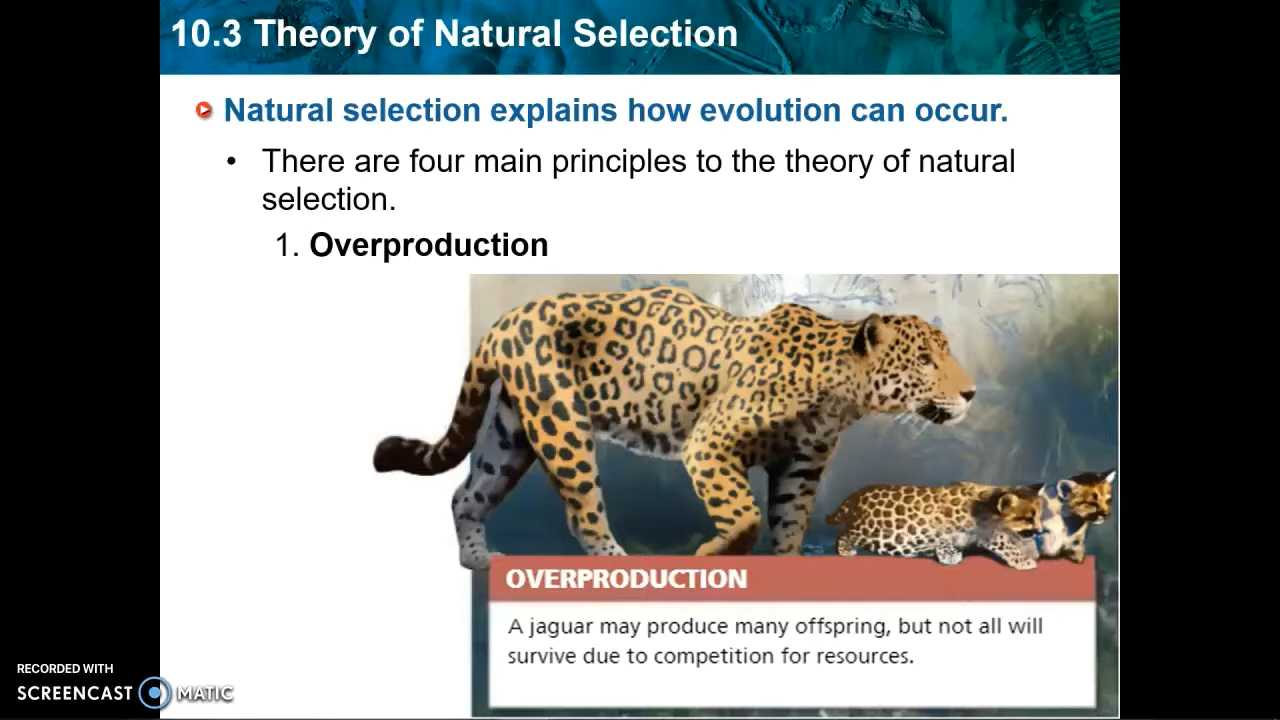 10.3 Theory of Natural Selection
Natural selection explains how evolution can occur.
• There are four main principles to the theory of natural
selection.
1. Overproduction
OVERPRODUCTION
A jaguar may produce many offspring, but not all will
survive due to competition for resources.
RECORDED WITH
SCREENCAST MATIC